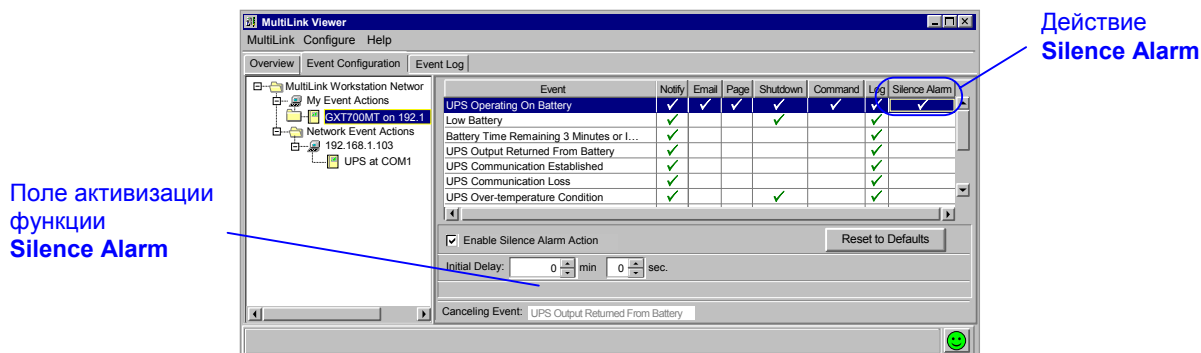 MultiLink Viewer
MultiLink Configure Help
Overview Event Configuration Event Log
MultiLink Workstation Networ
My Event Actions
GXT700MT on 192.1
Network Event Actions
192.168.1.103
UPS at COM1
Event Notify Email Page Shutdown Command Log Silence Alarm
UPS Operating On Battery
Low Battery
Battery Time Remaining 3 Minutes or l...
UPS Output Returned From Battery
UPS Communication Established
UPS Communication Loss
UPS Over-temperature Condition
Enable Silence Alarm Action Reset to Defaults
Initial Delay: 0 min 0 sec.
Canceling Event: UPS Output Returned From Battery
Действие
Silence Alarm
Поле активизации
функции
Silence Alarm